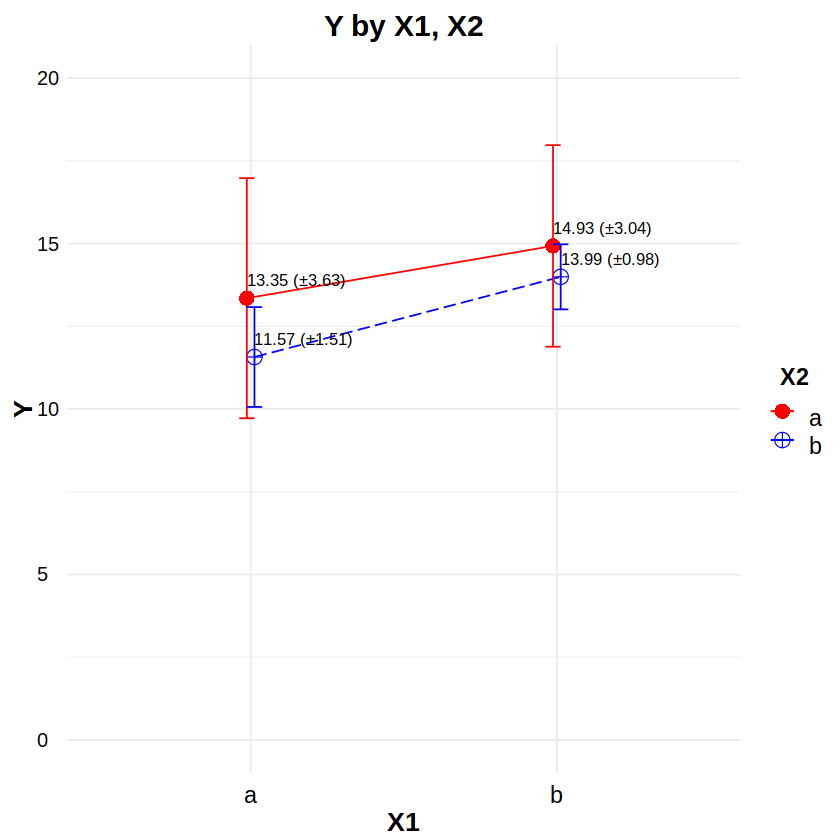 Y by X1, X2
20
15
10
5
0
Y
14.93 (±3.04)
13.99 (±0.98)
13.35 (±3.63)
11.57 (±1.51)
a
b
X1
X2
a
b